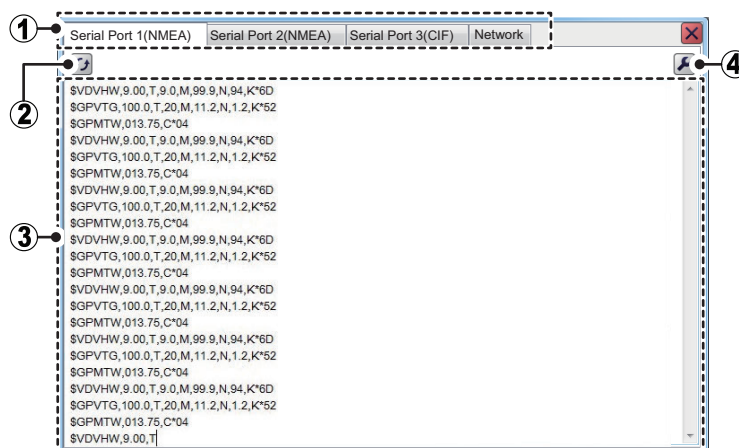 1
Serial Port 1(NMEA) Serial Port 2(NMEA) Serial Port 3(CIF) Network
2
4
$VDVHW,9.00,T,9.0,M,99.9,N,94,K*6D
$GPVTG,100.0,T,20,M,11.2,N,1.2,K*52
$GPMTW,013.75,C*04
$VDVHW,9.00,T,9.0,M,99.9,N,94,K*6D
$GPVTG,100.0,T,20,M,11.2,N,1.2,K*52
$GPMTW,013.75,C*04
$VDVHW,9.00,T,9.0,M,99.9,N,94,K*6D
$GPVTG,100.0,T,20,M,11.2,N,1.2,K*52
$GPMTW,013.75,C*04
3
$VDVHW,9.00,T,9.0,M,99.9,N,94,K*6D
$GPVTG,100.0,T,20,M,11.2,N,1.2,K*52
$GPMTW,013.75,C*04
$VDVHW,9.00,T,9.0,M,99.9,N,94,K*6D
$GPVTG,100.0,T,20,M,11.2,N,1.2,K*52
$GPMTW,013.75,C*04
$VDVHW,9.00,T,9.0,M,99.9,N,94,K*6D
$GPVTG,100.0,T,20,M,11.2,N,1.2,K*52
$GPMTW,013.75,C*04
$VDVHW,9.00,T,9.0,M,99.9,N,94,K*6D
$GPVTG,100.0,T,20,M,11.2,N,1.2,K*52
$GPMTW,013.75,C*04
$VDVHW,9.00,T